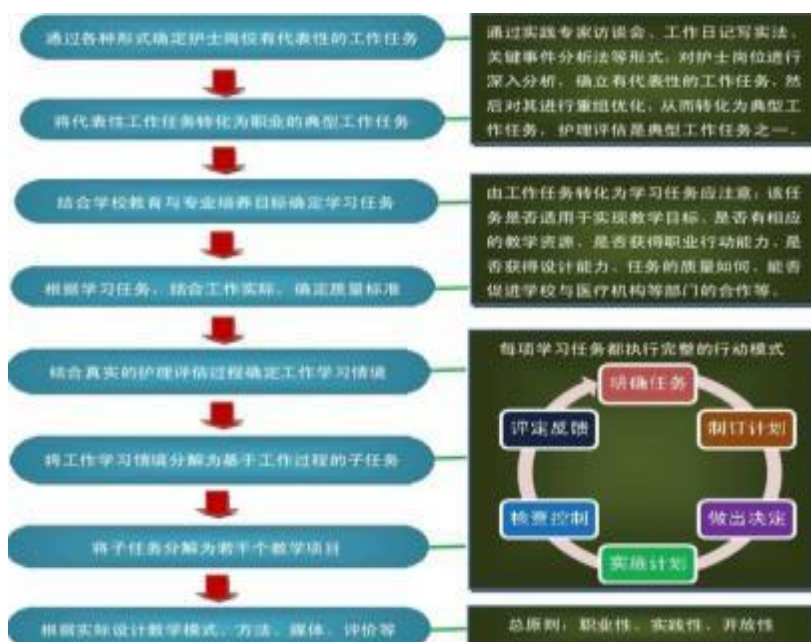 通过各种形式确定护士岗位有代表性的工作任务
将代表性工作任务转化为职业的典型工作任务
结合学校教育与专业培养目标确定学习任务
根据学习任务、结合工作实际、确定质量标准
结合真实的护理评估过程确定工作学习情境
将工作学习情境分解为基于工作过程的子任务
将子任务分解为若干个教学项目
根据实际设计教学模式、方法、媒体、评价等
通过实践专家访谈会、工作日记写实法、
关键事件分析法等形式，对护士岗位进行
深入分析，确立有代表性的工作任务，然
后对其进行重组优化，从而转化为典型工
作任务，护理评估是典型工作任务之一。
由工作任务转化为学习任务应注意：该任
务是否适用于实现教学目标，是否有相应
的教学资源，是否获得职业行动能力，是
否获得设计能力、任务的质量如何，能否
促进学校与医疗机构等部门的合作等。
每项学习任务都执行完整的行动模式
明确任务
制订计划
做出决定
实施计划
检查控制
评定反馈
总原则：职业性、实践性、开放性